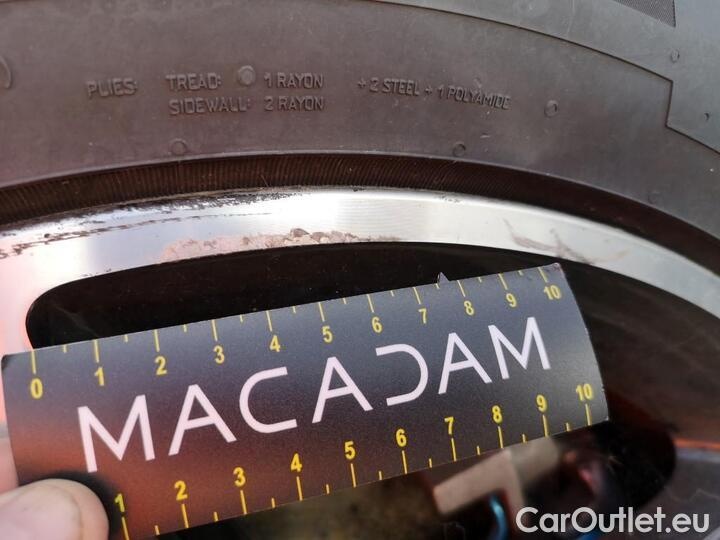 PLIES: TREAD: 1 RAYON + 2 STEEL + 1 POLYAMIDE
SIDEWALL: 2 RAYON
0 1 2 3 4 5 6 7 8 9 10
MACADAM
1 2 3 4 5 6 7 8 9 10
CarOutlet.eu